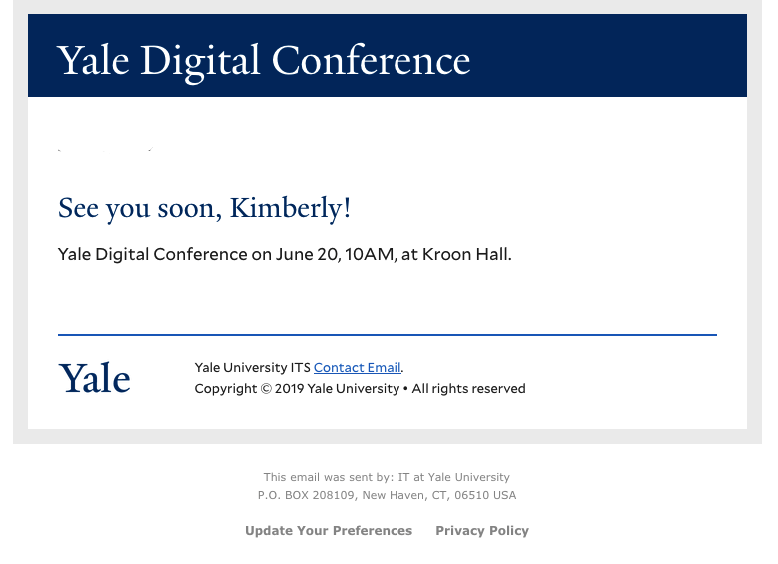 Yale Digital Conference
See you soon, Kimberly!
Yale Digital Conference on June 20, 10AM, at Kroon Hall.
Yale
Yale University ITS Contact Email.
Copyright © 2019 Yale University • All rights reserved
This email was sent by: IT at Yale University
P.O. BOX 208109, New Haven, CT, 06510 USA
Update Your Preferences Privacy Policy